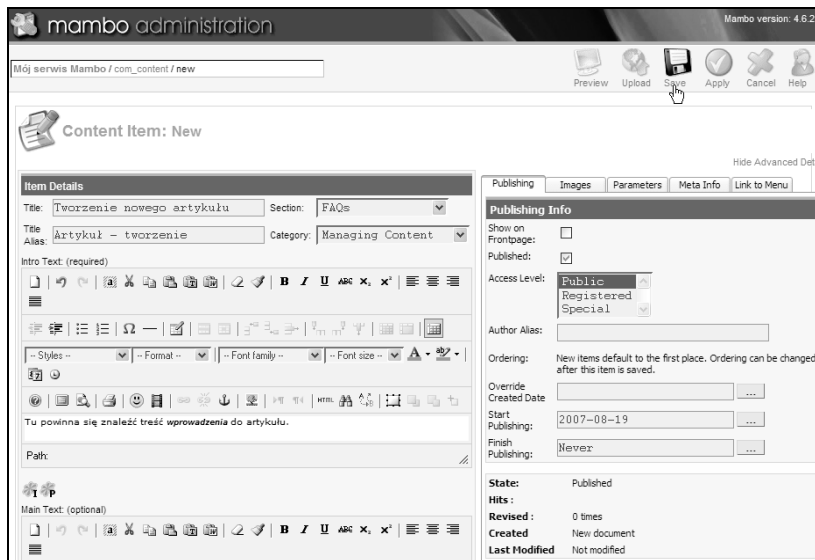 mambo administration
Mambo version: 4.6.2
Mój serwis Mambo / com_content / new
Preview Upload Save Apply Cancel Help
Content Item: New
Hide Advanced Det
Item Details
Title: Tworzenie nowego artykułu Section: FAQs
Title Alias: Artykuł - tworzenie Category: Managing Content
Intro Text: (required)
B I U ABC x, x²
-- Styles -- -- Format -- -- Font family -- -- Font size -- A ab
HTML
Tu powinna się znaleźć treść wprowadzenia do artykułu.
Path:
I P
Main Text: (optional)
B I U ABC x, x²
Publishing Images Parameters Meta Info Link to Menu
Publishing Info
Show on
Frontpage:
Published:
Access Level: Public
Registered
Special
Author Alias:
Ordering: New items default to the first place. Ordering can be changed
after this item is saved.
Override
Created Date ...
Start
Publishing: 2007-08-19 ...
Finish
Publishing: Never ...
State: Published
Hits :
Revised : 0 times
Created New document
Last Modified Not modified